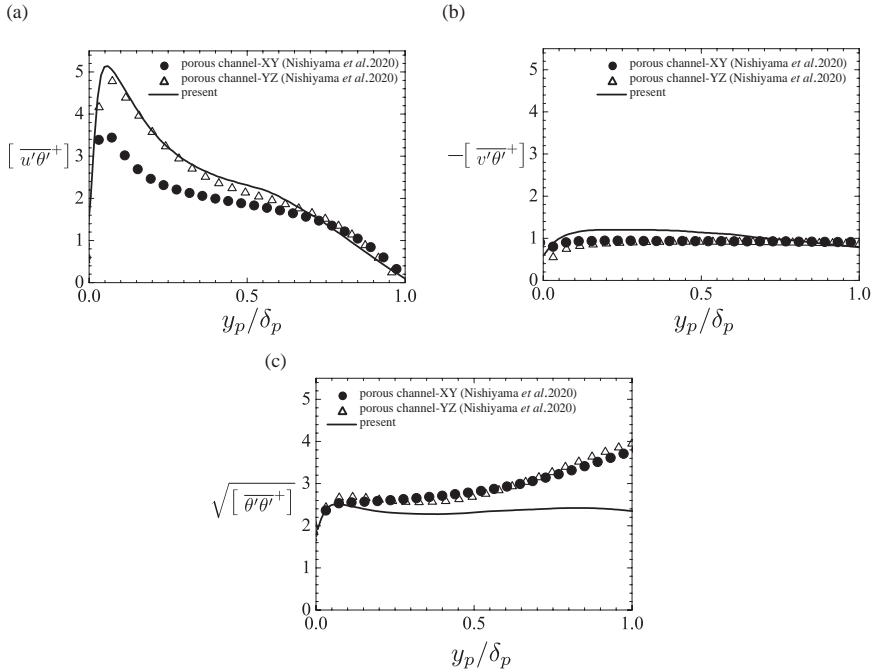 (a)
porous channel-XY (Nishiyama et al.2020)
porous channel-YZ (Nishiyama et al.2020)
present
5
4
[ u′θ′⁺ ] 3
2
1
0
0.0 0.5 1.0
y_p/δ_p
(b)
porous channel-XY (Nishiyama et al.2020)
porous channel-YZ (Nishiyama et al.2020)
present
5
4
−[ v′θ′⁺ ] 3
2
1
0
0.0 0.5 1.0
y_p/δ_p
(c)
porous channel-XY (Nishiyama et al.2020)
porous channel-YZ (Nishiyama et al.2020)
present
5
4
3
√[ θ′θ′⁺ ]
2
1
0
0.0 0.5 1.0
y_p/δ_p